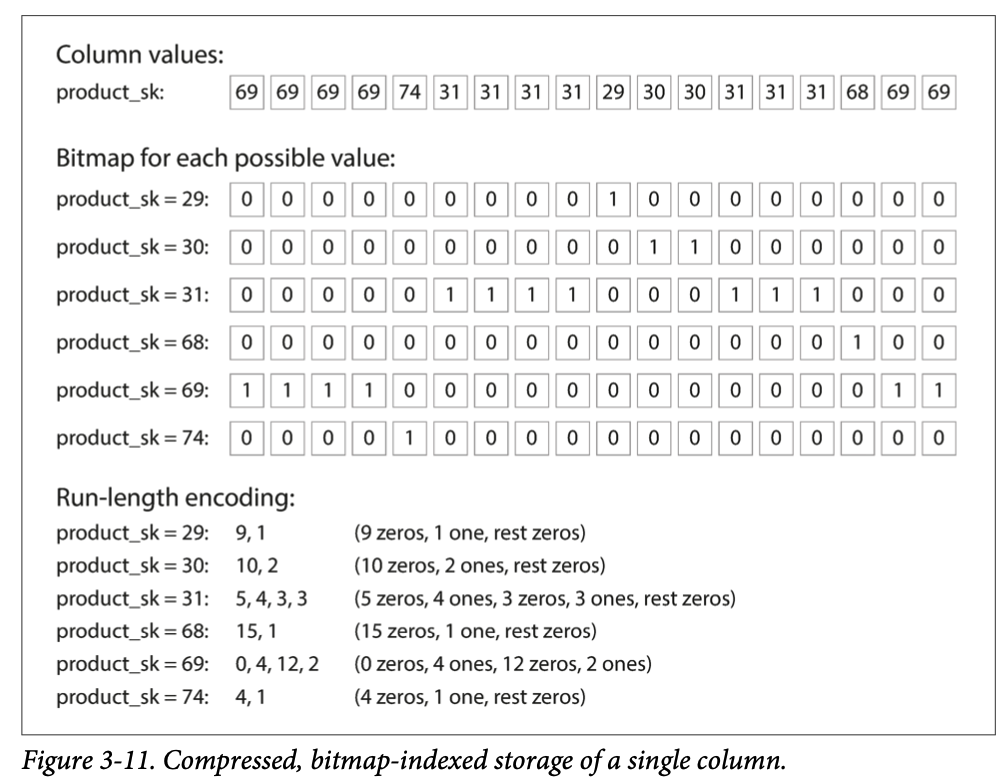 Column values:
product_sk: 69 69 69 69 74 31 31 31 31 29 30 30 31 31 31 68 69 69
Bitmap for each possible value:
product_sk = 29: 0 0 0 0 0 0 0 0 0 1 0 0 0 0 0 0 0 0
product_sk = 30: 0 0 0 0 0 0 0 0 0 0 1 1 0 0 0 0 0 0
product_sk = 31: 0 0 0 0 0 1 1 1 1 0 0 0 1 1 1 0 0 0
product_sk = 68: 0 0 0 0 0 0 0 0 0 0 0 0 0 0 0 1 0 0
product_sk = 69: 1 1 1 1 0 0 0 0 0 0 0 0 0 0 0 0 1 1
product_sk = 74: 0 0 0 0 1 0 0 0 0 0 0 0 0 0 0 0 0 0
Run-length encoding:
product_sk = 29: 9, 1 (9 zeros, 1 one, rest zeros)
product_sk = 30: 10, 2 (10 zeros, 2 ones, rest zeros)
product_sk = 31: 5, 4, 3, 3 (5 zeros, 4 ones, 3 zeros, 3 ones, rest zeros)
product_sk = 68: 15, 1 (15 zeros, 1 one, rest zeros)
product_sk = 69: 0, 4, 12, 2 (0 zeros, 4 ones, 12 zeros, 2 ones)
product_sk = 74: 4, 1 (4 zeros, 1 one, rest zeros)
Figure 3-11. Compressed, bitmap-indexed storage of a single column.